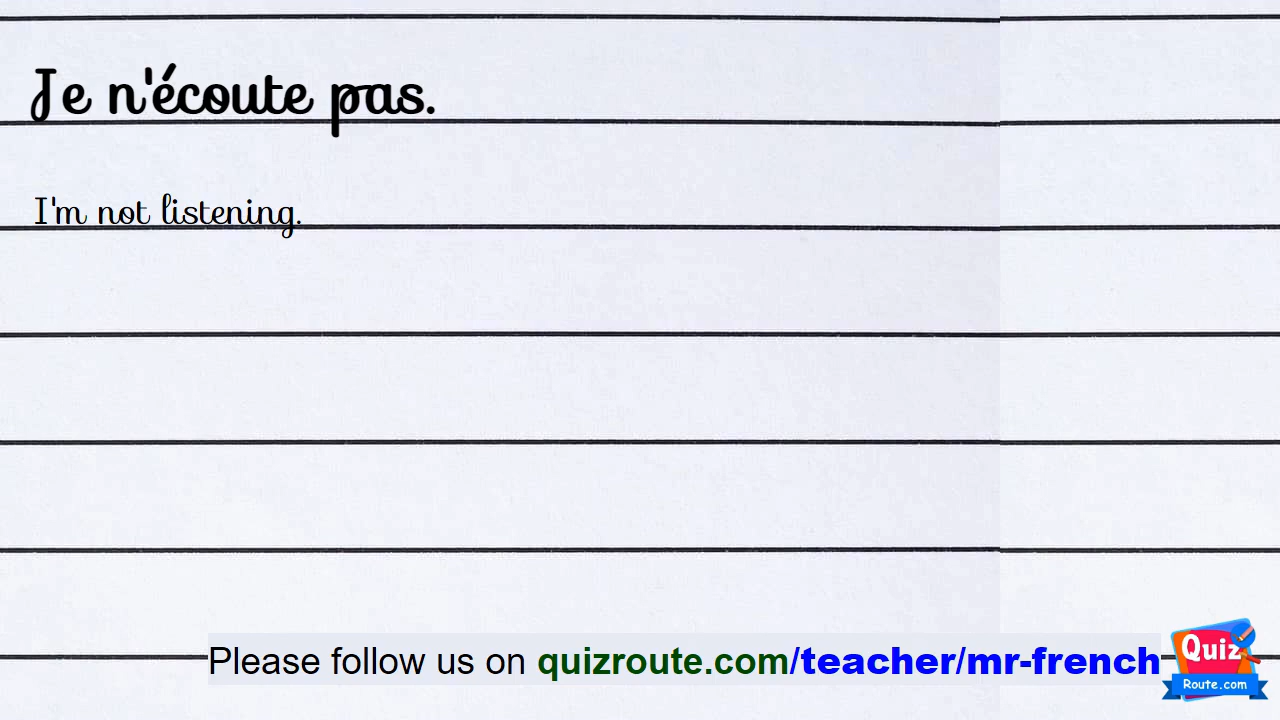 Je n'écoute pas.
I'm not listening.
Please follow us on quizroute.com/teacher/mr-french
Quiz
Route.com